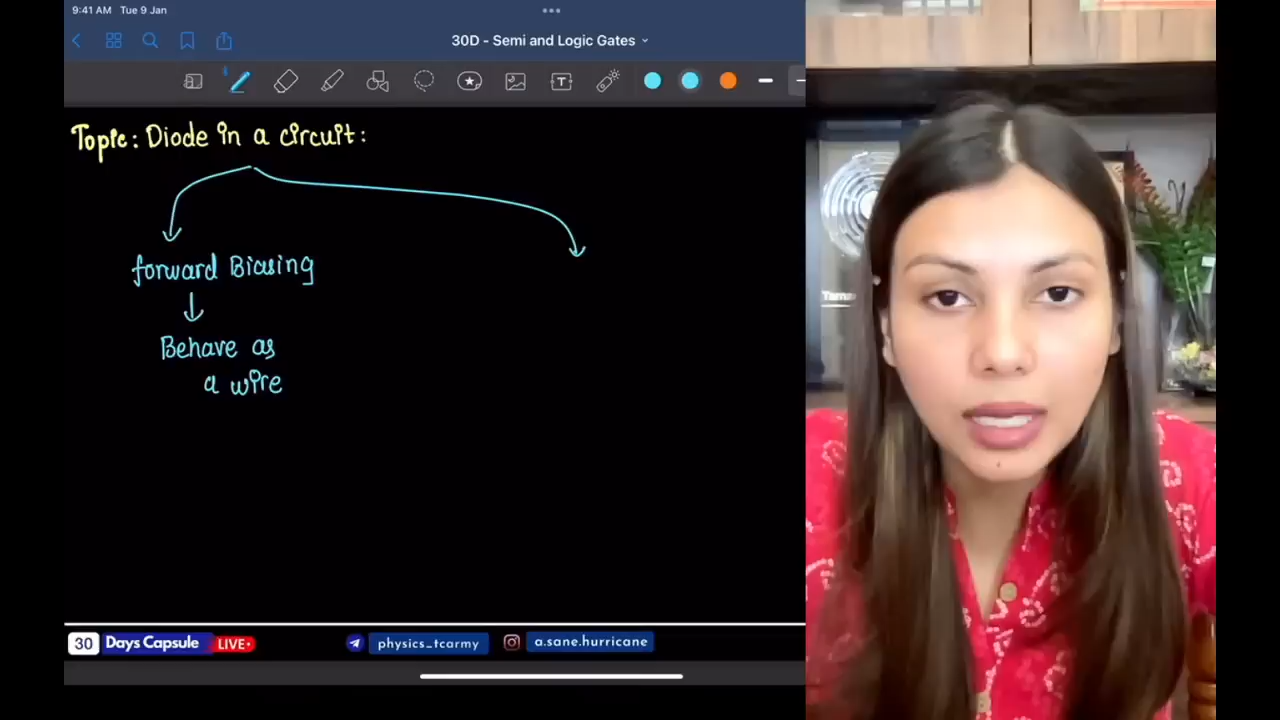 9:41 AM Tue 9 Jan
30D - Semi and Logic Gates
T
Topic: Diode in a circuit:
forward Biasing
Behave as
a wire
30 Days Capsule LIVE
physics_tcarmy
a.sane.hurricane